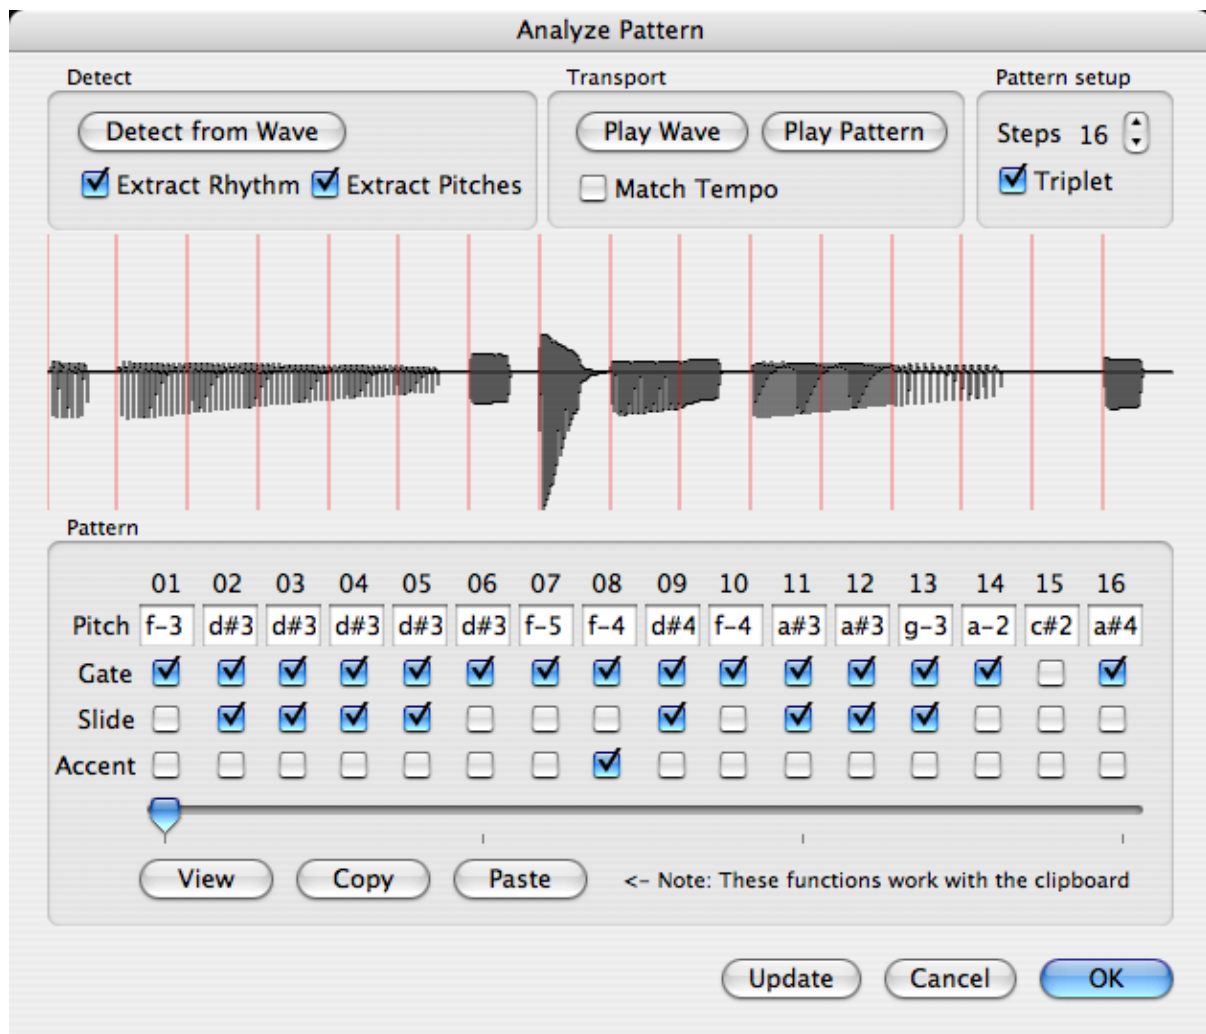 Analyze Pattern
Detect
Transport
Pattern setup
Detect from Wave
Play Wave
Play Pattern
Steps 16
Extract Rhythm
Extract Pitches
Match Tempo
Triplet
Pattern
01 02 03 04 05 06 07 08 09 10 11 12 13 14 15 16
Pitch f-3 d#3 d#3 d#3 d#3 d#3 f-5 f-4 d#4 f-4 a#3 a#3 g-3 a-2 c#2 a#4
Gate
Slide
Accent
View Copy Paste <- Note: These functions work with the clipboard
Update Cancel OK